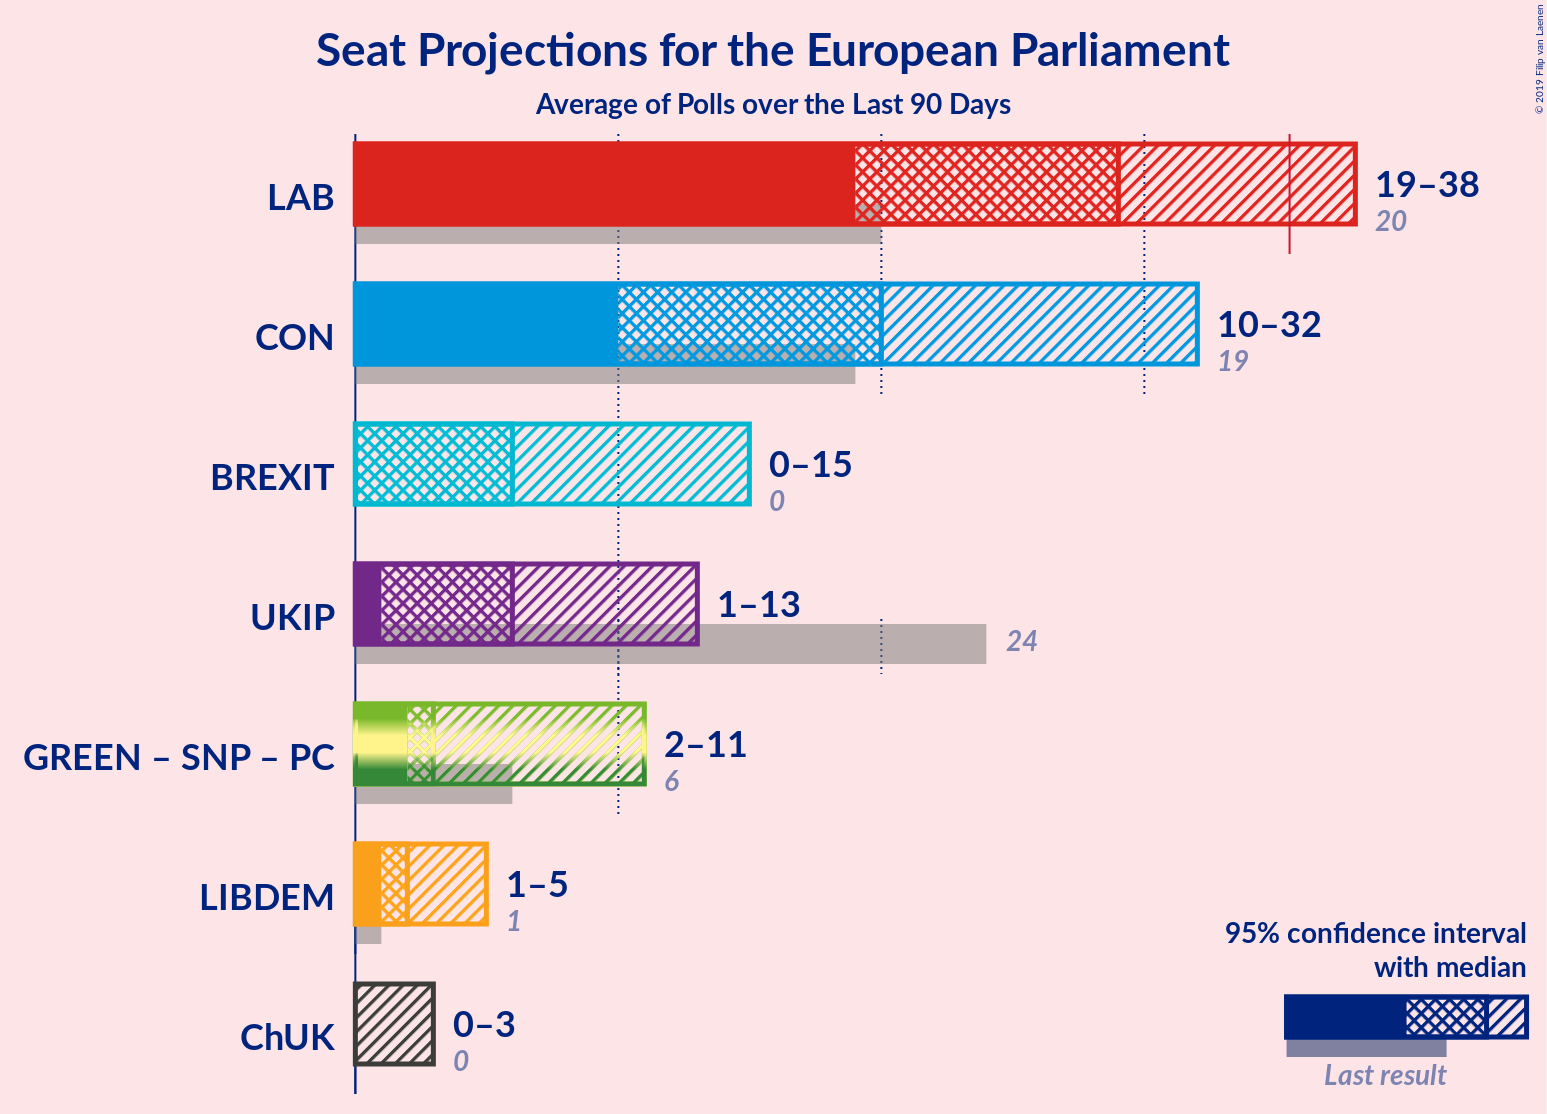 Seat Projections for the European Parliament
Average of Polls over the Last 90 Days
© 2019 Filip van Laenen
LAB
19–38
20
CON
10–32
19
BREXIT
0–15
0
UKIP
1–13
24
GREEN – SNP – PC
2–11
6
LIBDEM
1–5
1
ChUK
0–3
0
95% confidence interval
with median
Last result